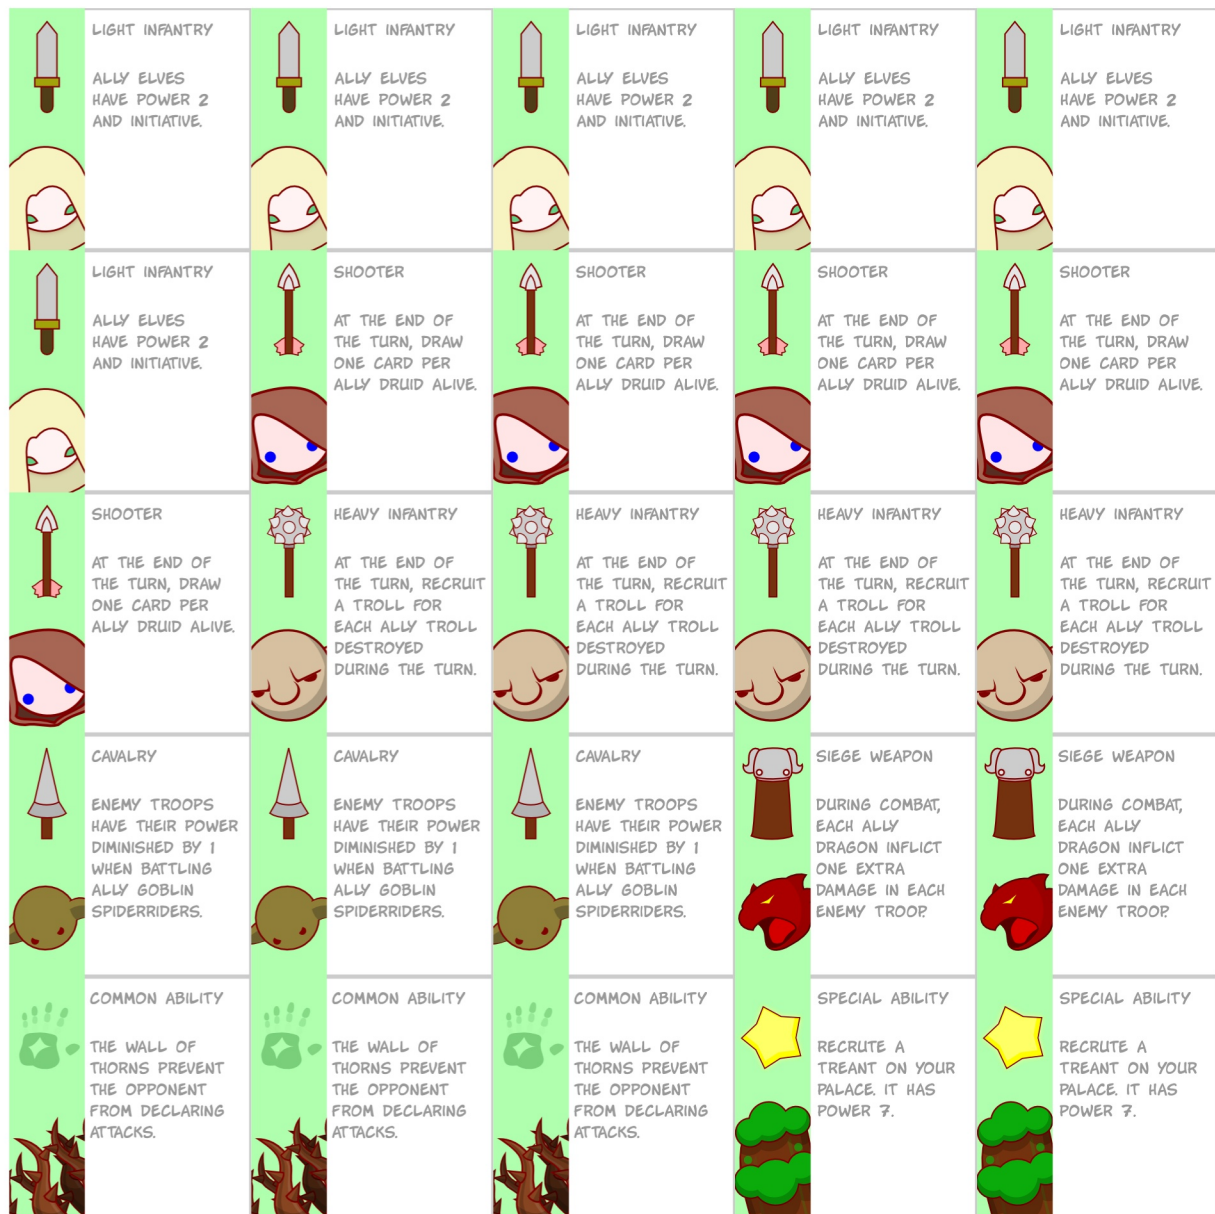 LIGHT INFANTRY
ALLY ELVES
HAVE POWER 2
AND INITIATIVE.
LIGHT INFANTRY
ALLY ELVES
HAVE POWER 2
AND INITIATIVE.
LIGHT INFANTRY
ALLY ELVES
HAVE POWER 2
AND INITIATIVE.
LIGHT INFANTRY
ALLY ELVES
HAVE POWER 2
AND INITIATIVE.
LIGHT INFANTRY
ALLY ELVES
HAVE POWER 2
AND INITIATIVE.
LIGHT INFANTRY
ALLY ELVES
HAVE POWER 2
AND INITIATIVE.
SHOOTER
AT THE END OF
THE TURN, DRAW
ONE CARD PER
ALLY DRUID ALIVE.
SHOOTER
AT THE END OF
THE TURN, DRAW
ONE CARD PER
ALLY DRUID ALIVE.
SHOOTER
AT THE END OF
THE TURN, DRAW
ONE CARD PER
ALLY DRUID ALIVE.
SHOOTER
AT THE END OF
THE TURN, DRAW
ONE CARD PER
ALLY DRUID ALIVE.
SHOOTER
AT THE END OF
THE TURN, DRAW
ONE CARD PER
ALLY DRUID ALIVE.
HEAVY INFANTRY
AT THE END OF
THE TURN, RECRUIT
A TROLL FOR
EACH ALLY TROLL
DESTROYED
DURING THE TURN.
HEAVY INFANTRY
AT THE END OF
THE TURN, RECRUIT
A TROLL FOR
EACH ALLY TROLL
DESTROYED
DURING THE TURN.
HEAVY INFANTRY
AT THE END OF
THE TURN, RECRUIT
A TROLL FOR
EACH ALLY TROLL
DESTROYED
DURING THE TURN.
HEAVY INFANTRY
AT THE END OF
THE TURN, RECRUIT
A TROLL FOR
EACH ALLY TROLL
DESTROYED
DURING THE TURN.
CAVALRY
ENEMY TROOPS
HAVE THEIR POWER
DIMINISHED BY 1
WHEN BATTLING
ALLY GOBLIN
SPIDERRIDERS.
CAVALRY
ENEMY TROOPS
HAVE THEIR POWER
DIMINISHED BY 1
WHEN BATTLING
ALLY GOBLIN
SPIDERRIDERS.
CAVALRY
ENEMY TROOPS
HAVE THEIR POWER
DIMINISHED BY 1
WHEN BATTLING
ALLY GOBLIN
SPIDERRIDERS.
SIEGE WEAPON
DURING COMBAT,
EACH ALLY
DRAGON INFLICT
ONE EXTRA
DAMAGE IN EACH
ENEMY TROOP.
SIEGE WEAPON
DURING COMBAT,
EACH ALLY
DRAGON INFLICT
ONE EXTRA
DAMAGE IN EACH
ENEMY TROOP.
COMMON ABILITY
THE WALL OF
THORNS PREVENT
THE OPPONENT
FROM DECLARING
ATTACKS.
COMMON ABILITY
THE WALL OF
THORNS PREVENT
THE OPPONENT
FROM DECLARING
ATTACKS.
COMMON ABILITY
THE WALL OF
THORNS PREVENT
THE OPPONENT
FROM DECLARING
ATTACKS.
SPECIAL ABILITY
RECRUTE A
TREANT ON YOUR
PALACE. IT HAS
POWER 7.
SPECIAL ABILITY
RECRUTE A
TREANT ON YOUR
PALACE. IT HAS
POWER 7.